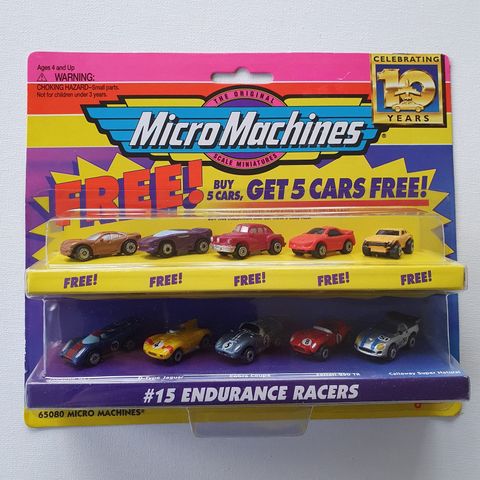 Ages 4 and Up
⚠ WARNING:
CHOKING HAZARD-Small parts.
Not for children under 3 years.
CELEBRATING
10
YEARS
THE ORIGINAL
MicroMachines®
SCALE MINIATURES
FREE! BUY 5 CARS, GET 5 CARS FREE!
FREE! FREE! FREE! FREE! FREE!
D-Type Jaguar
Callaway Super Natural
#15 ENDURANCE RACERS
65080 MICRO MACHINES®